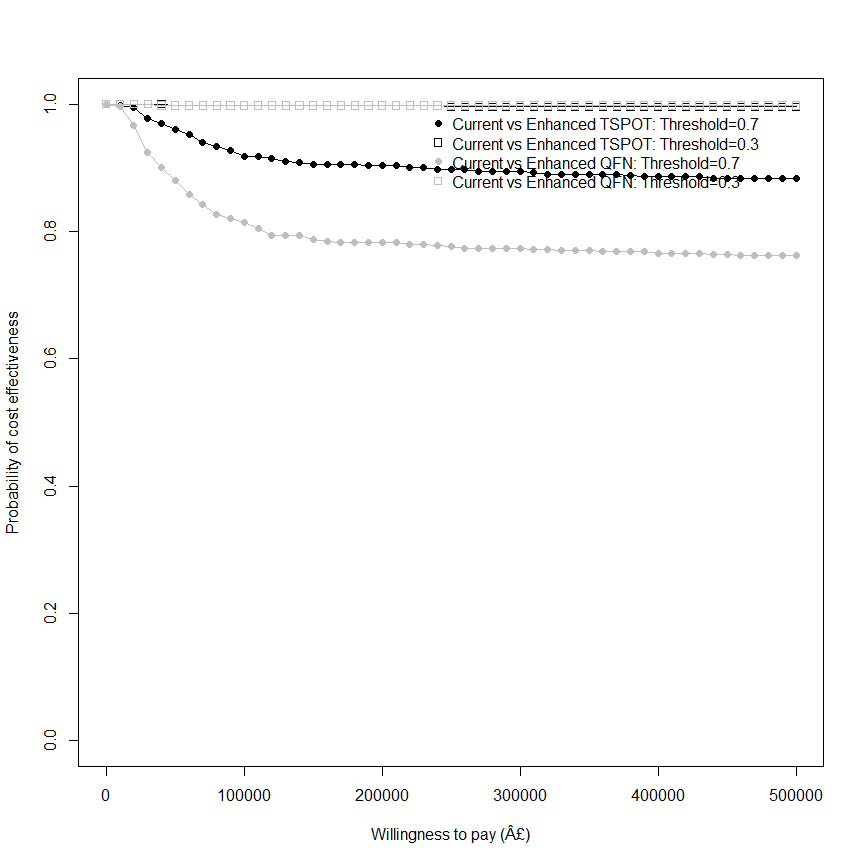 Current vs Enhanced TSPOT: Threshold=0.7
Current vs Enhanced TSPOT: Threshold=0.3
Current vs Enhanced QFN: Threshold=0.7
Current vs Enhanced QFN: Threshold=0.3
Probability of cost effectiveness
1.0
0.8
0.6
0.4
0.2
0.0
0
100000
200000
300000
400000
500000
Willingness to pay (Â£)